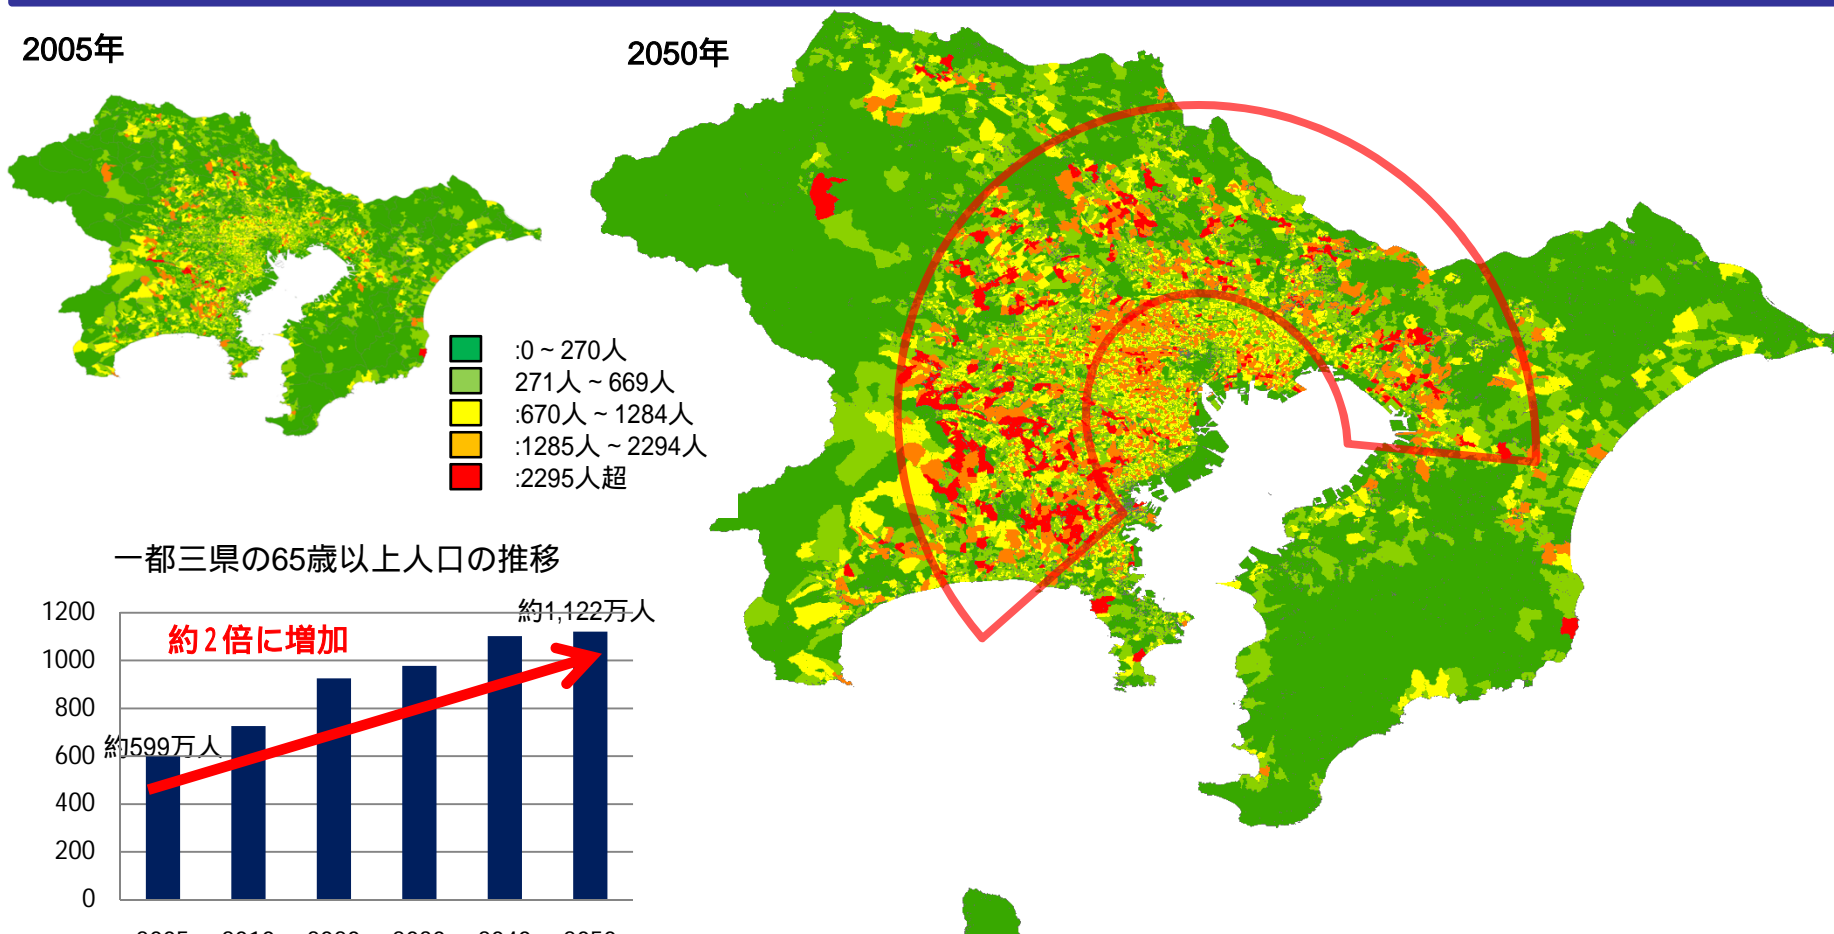 2005年
2050年
:0～270人
271人～669人
:670人～1284人
:1285人～2294人
:2295人超
一都三県の65歳以上人口の推移
約1,122万人
約2倍に増加
約599万人
1200
1000
800
600
400
200
0